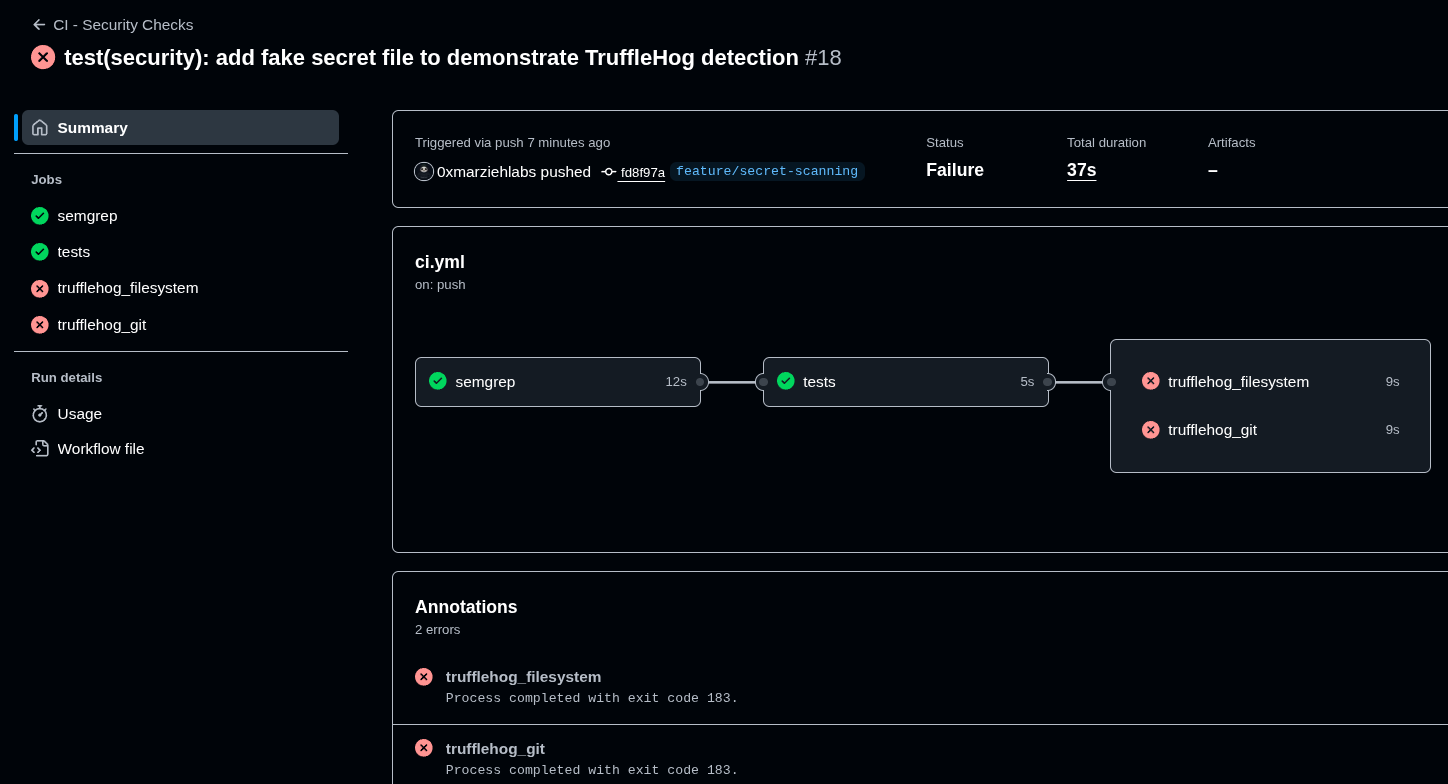 CI - Security Checks
test(security): add fake secret file to demonstrate TruffleHog detection #18
Summary
Jobs
semgrep
tests
trufflehog_filesystem
trufflehog_git
Run details
Usage
Workflow file
Triggered via push 7 minutes ago
0xmarziehlabs pushed fd8f97a feature/secret-scanning
Status
Failure
Total duration
37s
Artifacts
–
ci.yml
on: push
semgrep 12s
tests 5s
trufflehog_filesystem 9s
trufflehog_git 9s
Annotations
2 errors
trufflehog_filesystem
Process completed with exit code 183.
trufflehog_git
Process completed with exit code 183.